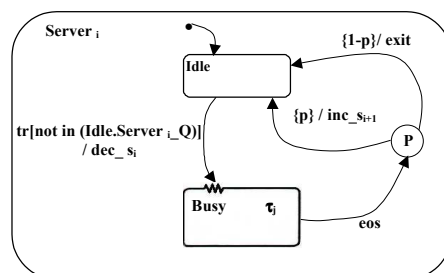 Server i
{1-p}/ exit
Idle
{p} / inc_si+1
tr[not in (Idle.Server i_Q)]
/ dec_ si
P
Busy τj
eos